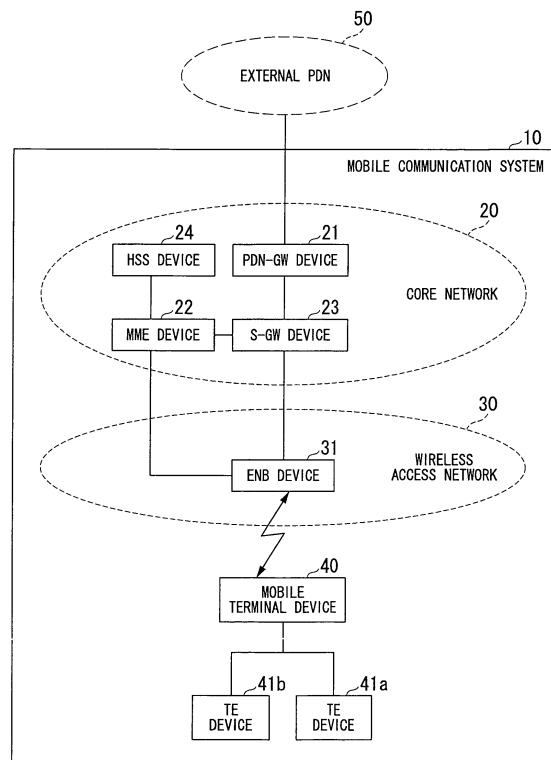 50
EXTERNAL PDN
10
MOBILE COMMUNICATION SYSTEM
20
24
21
HSS DEVICE
PDN-GW DEVICE
CORE NETWORK
22
23
MME DEVICE
S-GW DEVICE
30
31
WIRELESS
ACCESS NETWORK
ENB DEVICE
40
MOBILE
TERMINAL DEVICE
41b
41a
TE
DEVICE
TE
DEVICE